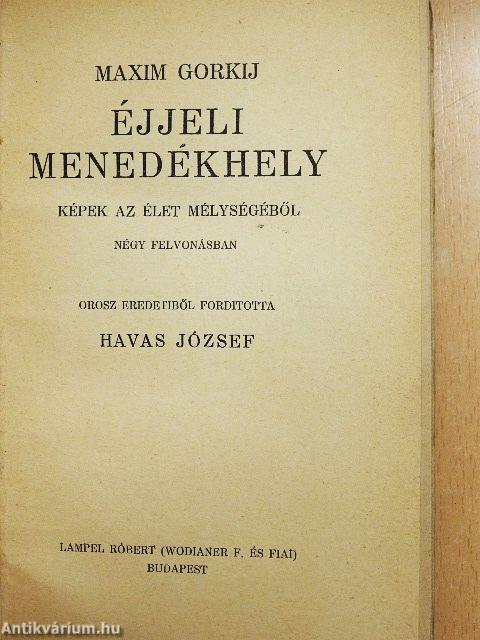 MAXIM GORKIJ
ÉJJELI
MENEDÉKHELY
KÉPEK AZ ÉLET MÉLYSÉGÉBŐL
NÉGY FELVONÁSBAN
OROSZ EREDETIBŐL FORDITOTTA
HAVAS JÓZSEF
LAMPEL RÓBERT (WODIANER F. ÉS FIAI)
BUDAPEST
Antikvárium.hu